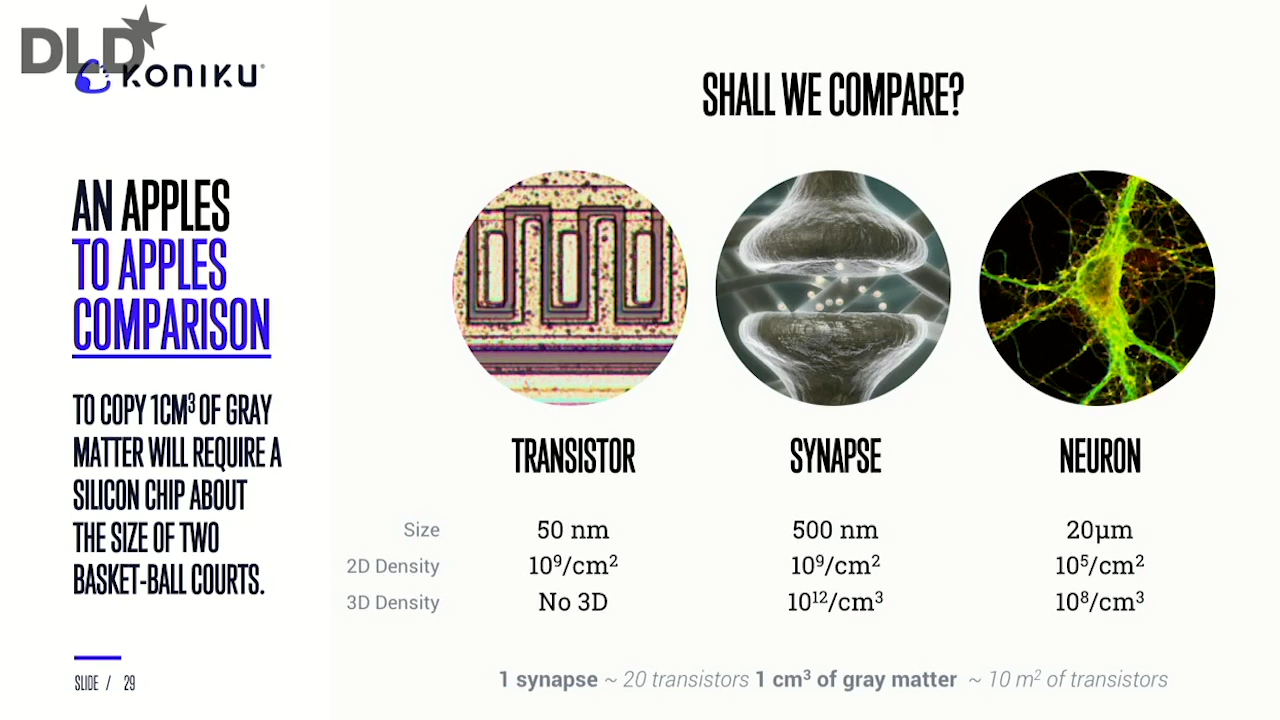 DLD
KONIKU
AN APPLES
TO APPLES
COMPARISON
TO COPY 1CM³ OF GRAY
MATTER WILL REQUIRE A
SILICON CHIP ABOUT
THE SIZE OF TWO
BASKET-BALL COURTS.
SLIDE / 29
SHALL WE COMPARE?
TRANSISTOR SYNAPSE NEURON
Size 50 nm 500 nm 20µm
2D Density 10⁹/cm² 10⁹/cm² 10⁵/cm²
3D Density No 3D 10¹²/cm³ 10⁸/cm³
1 synapse ~ 20 transistors 1 cm³ of gray matter ~ 10 m² of transistors